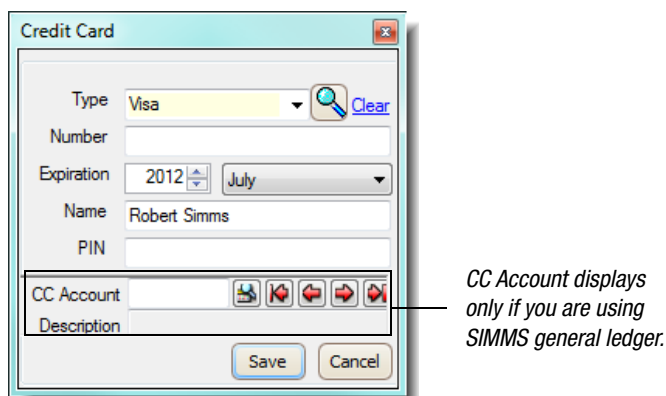 Credit Card
Type Visa Clear
Number
Expiration 2012 July
Name Robert Simms
PIN
CC Account
Description
Save Cancel
CC Account displays
only if you are using
SIMMS general ledger.